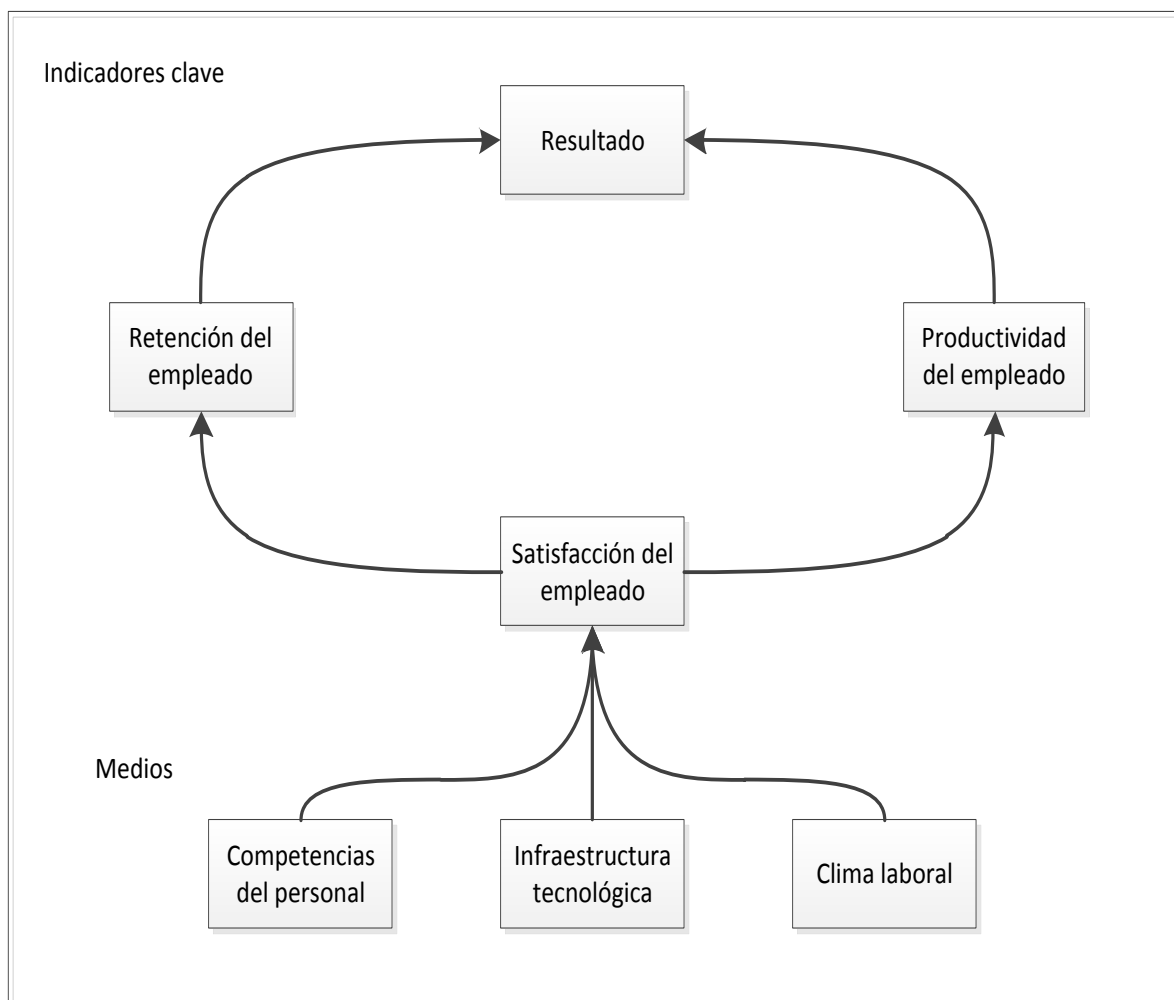 Indicadores clave
Resultado
Retención del
empleado
Productividad
del empleado
Satisfacción del
empleado
Medios
Competencias
del personal
Infraestructura
tecnológica
Clima laboral